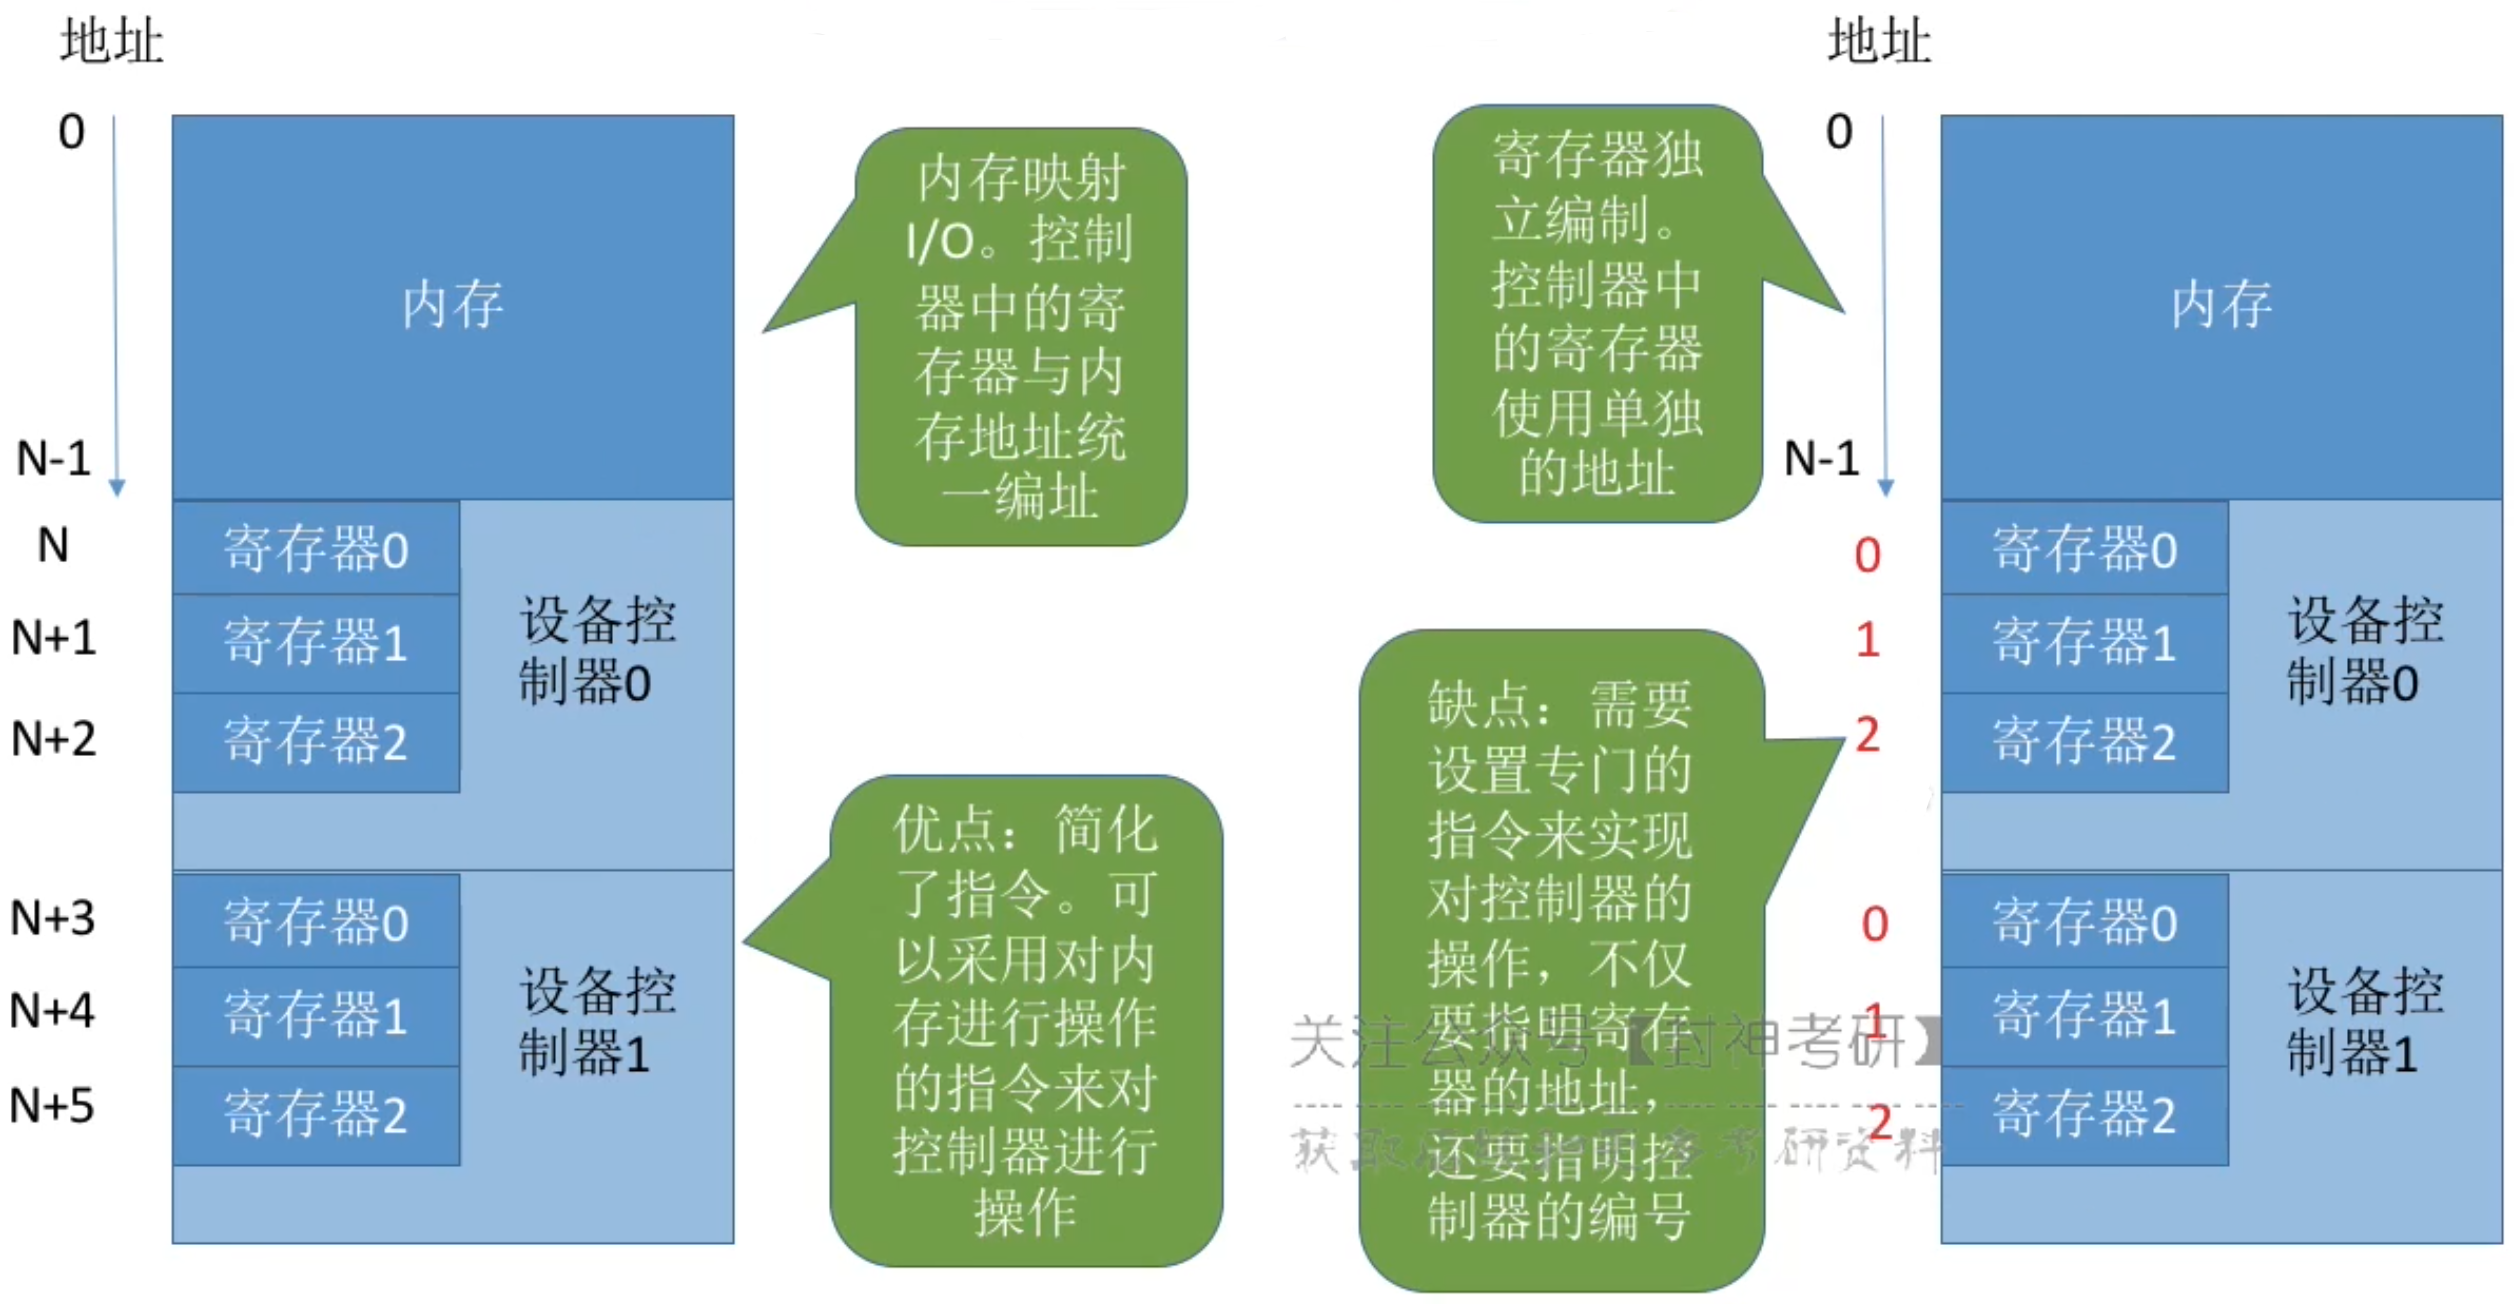 地址
0
N-1
N
N+1
N+2
N+3
N+4
N+5
内存
寄存器0
寄存器1
寄存器2
设备控
制器0
寄存器0
寄存器1
寄存器2
设备控
制器1
内存映射
I/O。控制
器中的寄
存器与内
存地址统
一编址
优点：简化
了指令。可
以采用对内
存进行操作
的指令来对
控制器进行
操作
寄存器独
立编制。
控制器中
的寄存器
使用单独
的地址
缺点：需要
设置专门的
指令来实现
对控制器的
操作，不仅
要指明寄存
器的地址，
还要指明控
制器的编号
关注公众号【封神考研】
地址
0
N-1
0
1
2
0
1
2
内存
寄存器0
寄存器1
寄存器2
设备控
制器0
寄存器0
寄存器1
寄存器2
设备控
制器1